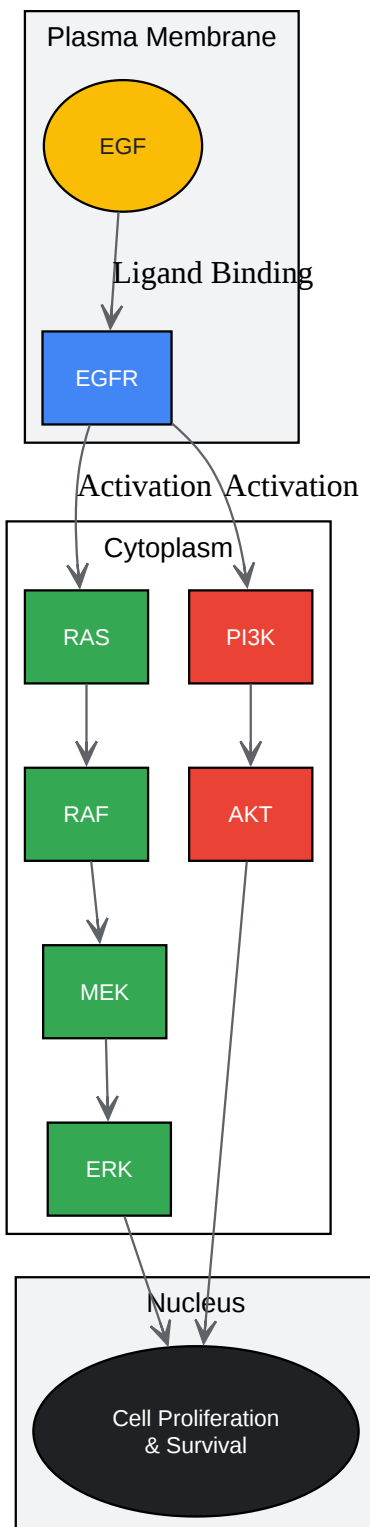 Plasma Membrane
EGF
Ligand Binding
EGFR
Activation
Activation
Cytoplasm
RAS
PI3K
RAF
AKT
MEK
ERK
Nucleus
Cell Proliferation
& Survival